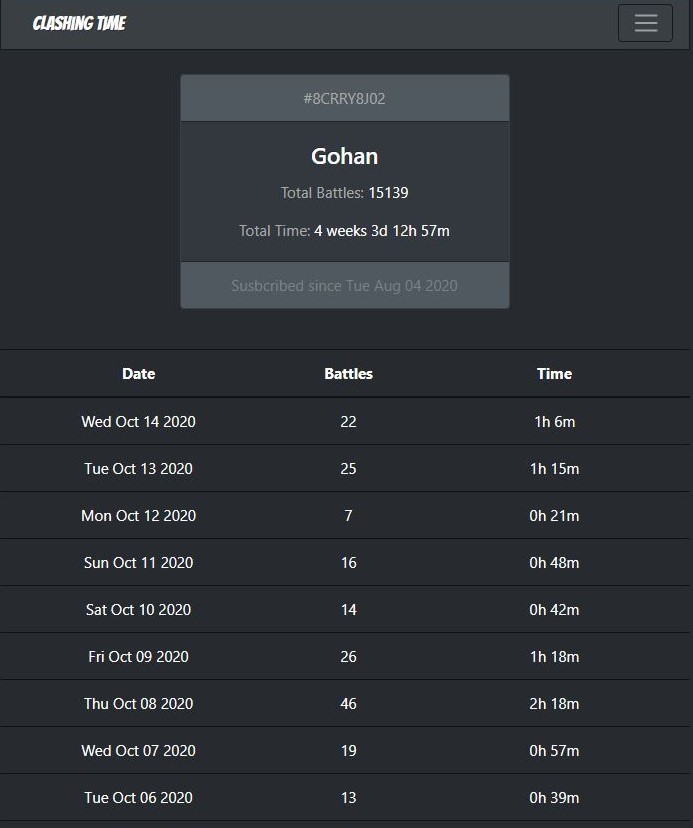 CLASHING TIME
#8CRRY8J02
Gohan
Total Battles: 15139
Total Time: 4 weeks 3d 12h 57m
Susbcribed since Tue Aug 04 2020
Date Battles Time
Wed Oct 14 2020 22 1h 6m
Tue Oct 13 2020 25 1h 15m
Mon Oct 12 2020 7 0h 21m
Sun Oct 11 2020 16 0h 48m
Sat Oct 10 2020 14 0h 42m
Fri Oct 09 2020 26 1h 18m
Thu Oct 08 2020 46 2h 18m
Wed Oct 07 2020 19 0h 57m
Tue Oct 06 2020 13 0h 39m